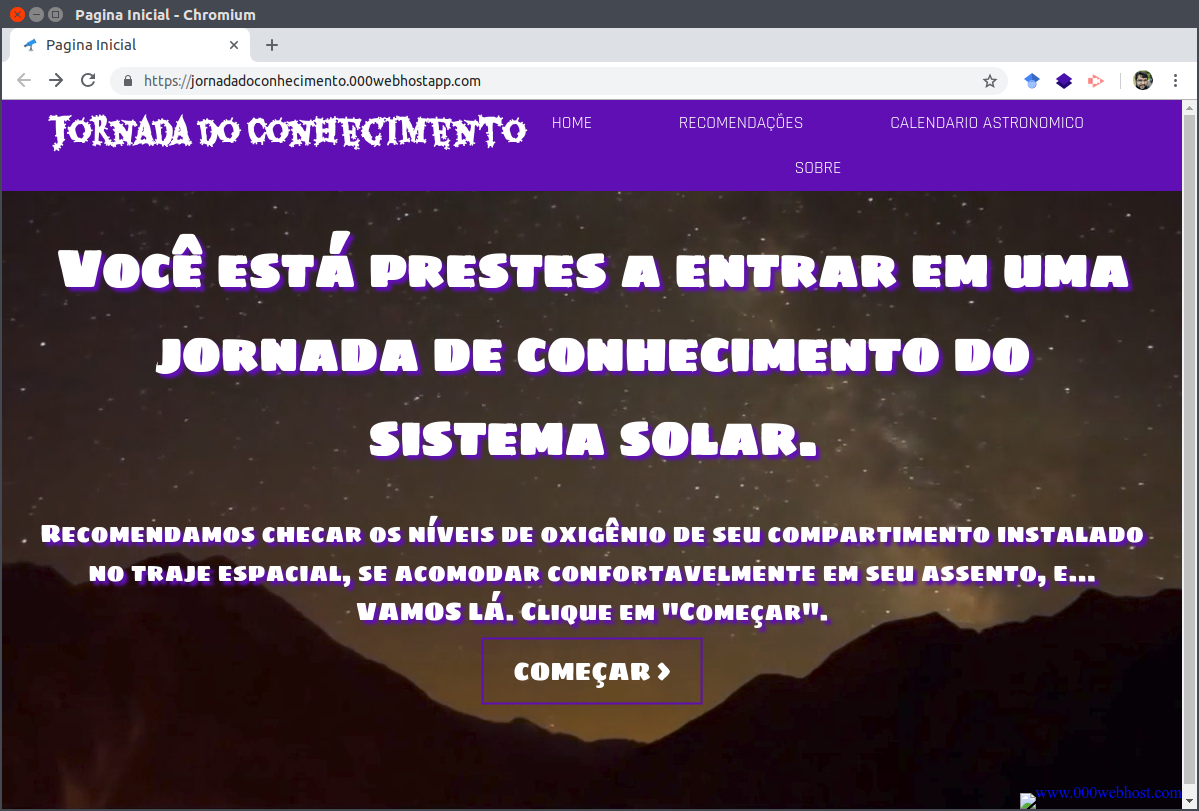 Pagina Inicial - Chromium
Pagina Inicial
https://jornadadoconhecimento.000webhostapp.com
JORNADA DO CONHECIMENTO
HOME
RECOMENDAÇÕES
CALENDARIO ASTRONOMICO
SOBRE
Você está prestes a entrar em uma
jornada de conhecimento do
sistema solar.
Recomendamos checar os níveis de oxigênio de seu compartimento instalado
no traje espacial, se acomodar confortavelmente em seu assento, e...
VAMOS LÁ. Clique em "Começar".
COMEÇAR >
www.000webhost.com